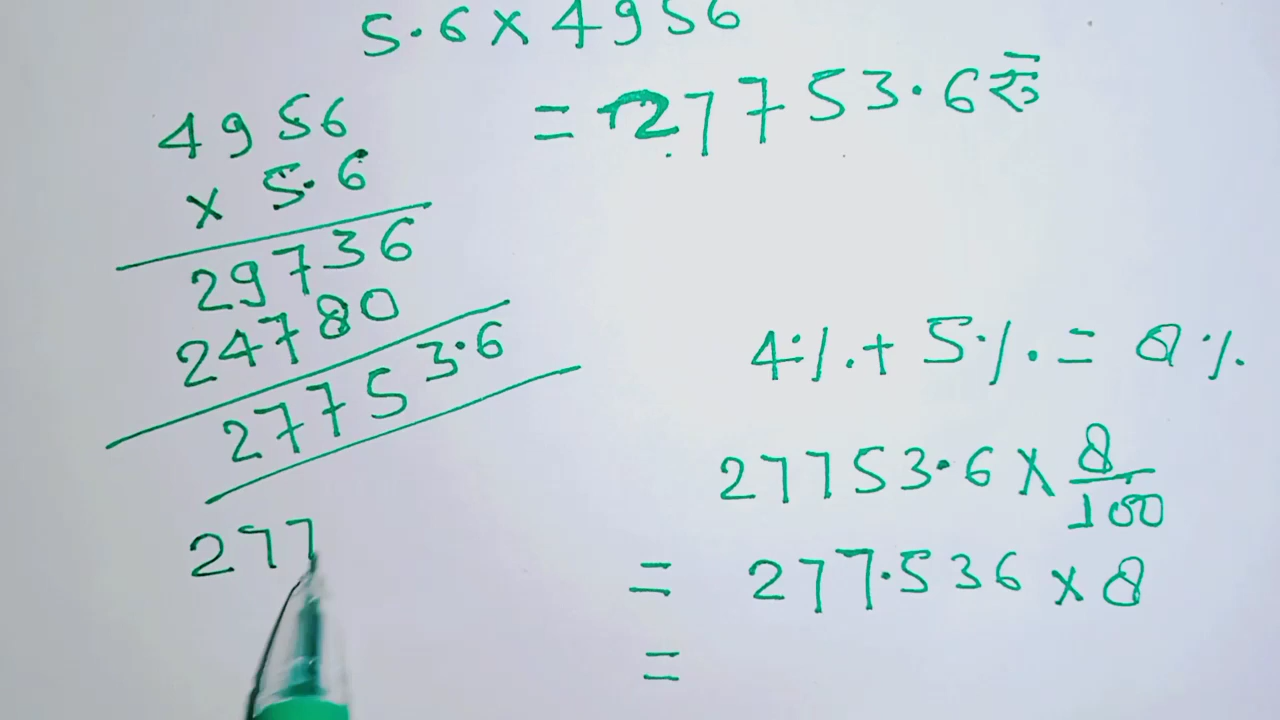 5.6 x 4956
= 27753.6 रु
4956
x 5.6
29736
24780
27753.6
277
4%. + 5%. = 8%.
27753.6 x 8/100
= 277.536 x 8
=